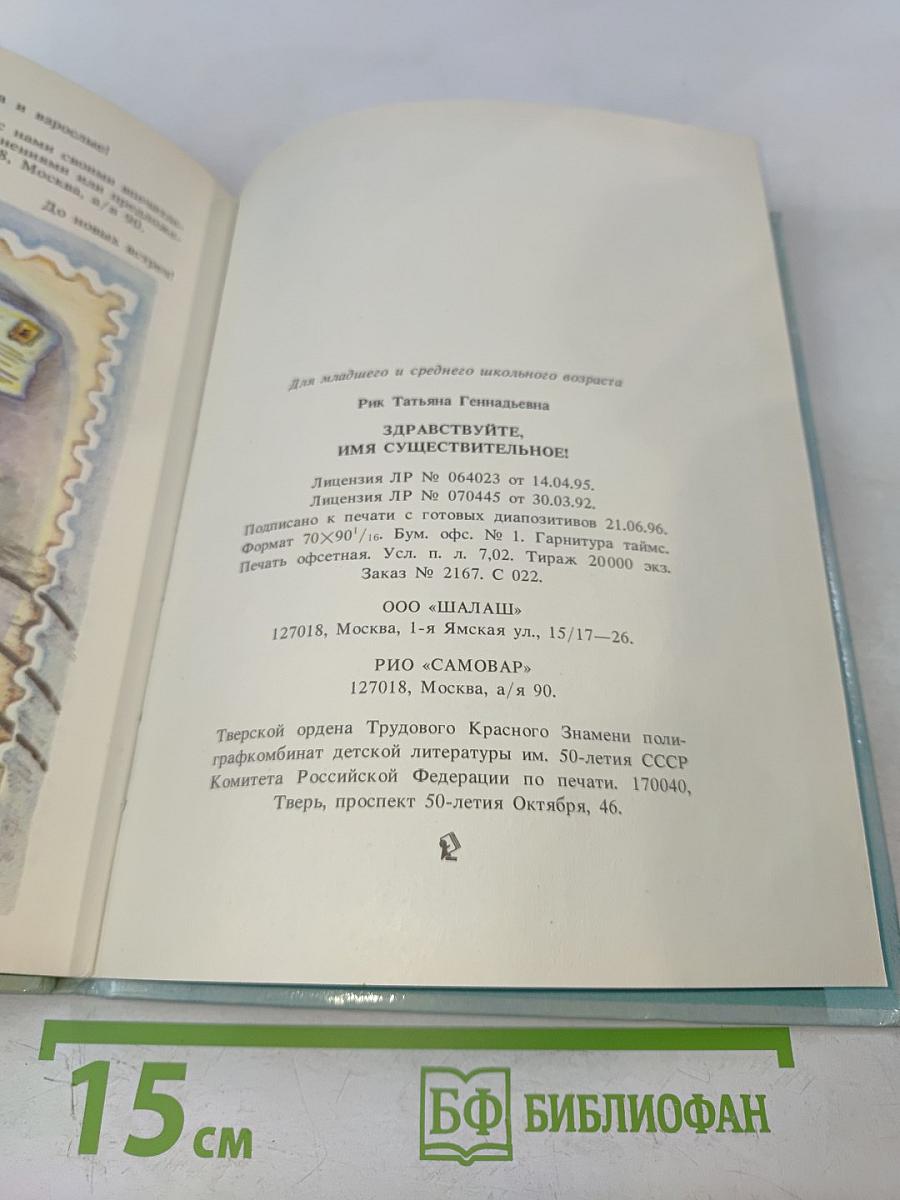 а и взрослые!
с нами своими впечатле-
нениями или предложе-
8, Москва, а/я 90.
До новых встреч!
Для младшего и среднего школьного возраста
Рик Татьяна Геннадьевна
ЗДРАВСТВУЙТЕ,
ИМЯ СУЩЕСТВИТЕЛЬНОЕ!
Лицензия ЛР № 064023 от 14.04.95.
Лицензия ЛР № 070445 от 30.03.92.
Подписано к печати с готовых диапозитивов 21.06.96.
Формат 70×90¹/₁₆. Бум. офс. № 1. Гарнитура таймс.
Печать офсетная. Усл. п. л. 7,02. Тираж 20000 экз.
Заказ № 2167. С 022.
ООО «ШАЛАШ»
127018, Москва, 1-я Ямская ул., 15/17—26.
РИО «САМОВАР»
127018, Москва, а/я 90.
Тверской ордена Трудового Красного Знамени поли-
графкомбинат детской литературы им. 50-летия СССР
Комитета Российской Федерации по печати. 170040,
Тверь, проспект 50-летия Октября, 46.
15 см
БФ БИБЛИОФАН